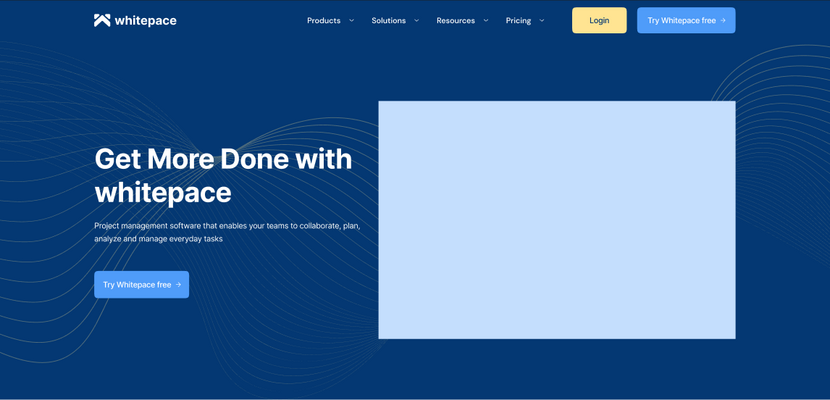 whitepace
Products
Solutions
Resources
Pricing
Login
Try Whitepace free →
Get More Done with
whitepace
Project management software that enables your teams to collaborate, plan,
analyze and manage everyday tasks
Try Whitepace free →